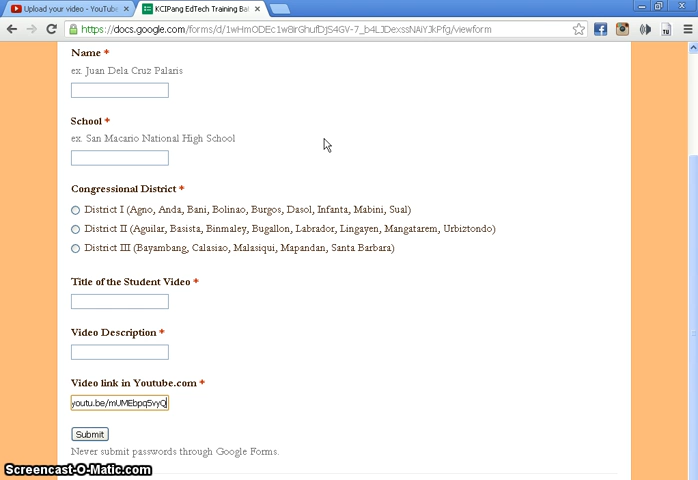 Upload your video - YouTube
KCIPang EdTech Training Bat
https://docs.google.com/forms/d/1wHmODEc1w8irGhufDjS4GV-7_b4LJDexssNAiYJkPfg/viewform
Name *
ex. Juan Dela Cruz Palaris
School *
ex. San Macario National High School
Congressional District *
District I (Agno, Anda, Bani, Bolinao, Burgos, Dasol, Infanta, Mabini, Sual)
District II (Aguilar, Basista, Binmaley, Bugallon, Labrador, Lingayen, Mangatarem, Urbiztondo)
District III (Bayambang, Calasiao, Malasiqui, Mapandan, Santa Barbara)
Title of the Student Video *
Video Description *
Video link in Youtube.com *
youtu.be/mUMEbpq5vyQ
Submit
Never submit passwords through Google Forms.
Screencast-O-Matic.com